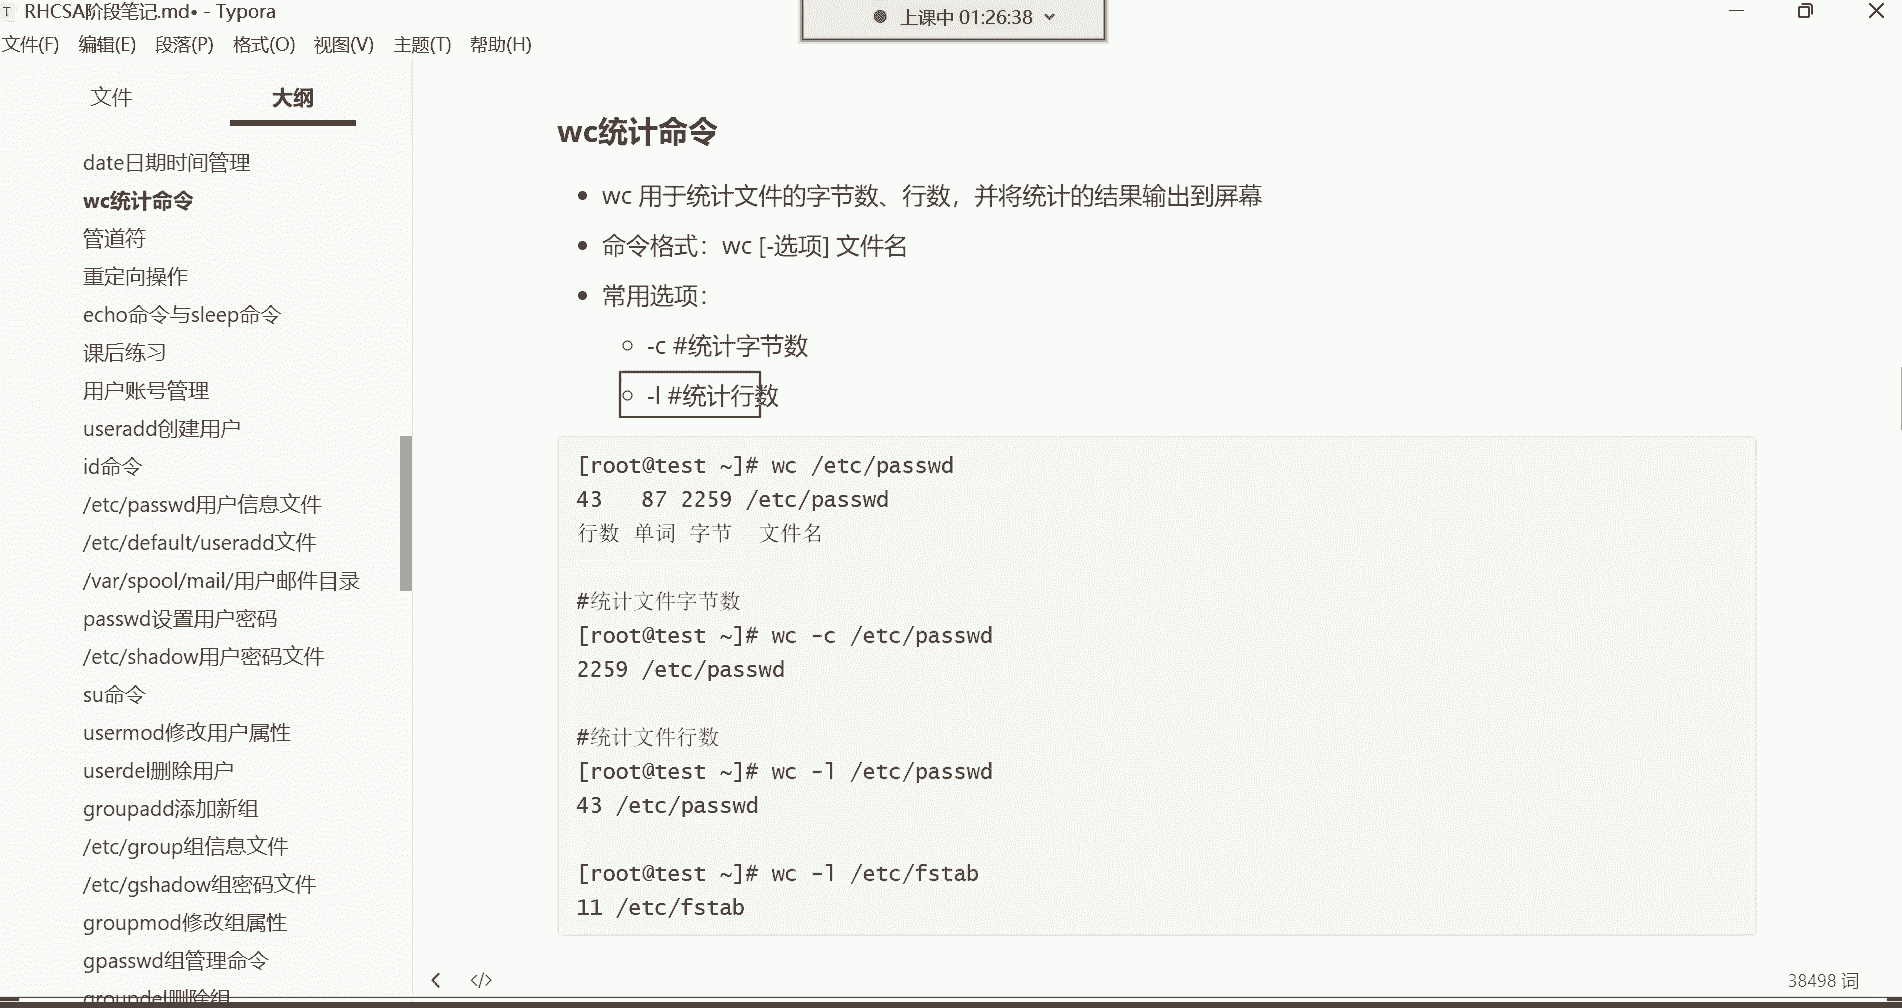 RHCSA阶段笔记.md• - Typora
上课中 01:26:38
文件(F) 编辑(E) 段落(P) 格式(O) 视图(V) 主题(T) 帮助(H)
文件 大纲
date日期时间管理
wc统计命令
管道符
重定向操作
echo命令与sleep命令
课后练习
用户账号管理
useradd创建用户
id命令
/etc/passwd用户信息文件
/etc/default/useradd文件
/var/spool/mail/用户邮件目录
passwd设置用户密码
/etc/shadow用户密码文件
su命令
usermod修改用户属性
userdel删除用户
groupadd添加新组
/etc/group组信息文件
/etc/gshadow组密码文件
groupmod修改组属性
gpasswd组管理命令
groupdel删除组
wc统计命令
wc 用于统计文件的字节数、行数，并将统计的结果输出到屏幕
命令格式：wc [-选项] 文件名
常用选项：
-c #统计字节数
-l #统计行数
[root@test ~]# wc /etc/passwd
43 87 2259 /etc/passwd
行数 单词 字节 文件名
#统计文件字节数
[root@test ~]# wc -c /etc/passwd
2259 /etc/passwd
#统计文件行数
[root@test ~]# wc -l /etc/passwd
43 /etc/passwd
[root@test ~]# wc -l /etc/fstab
11 /etc/fstab
38498 词